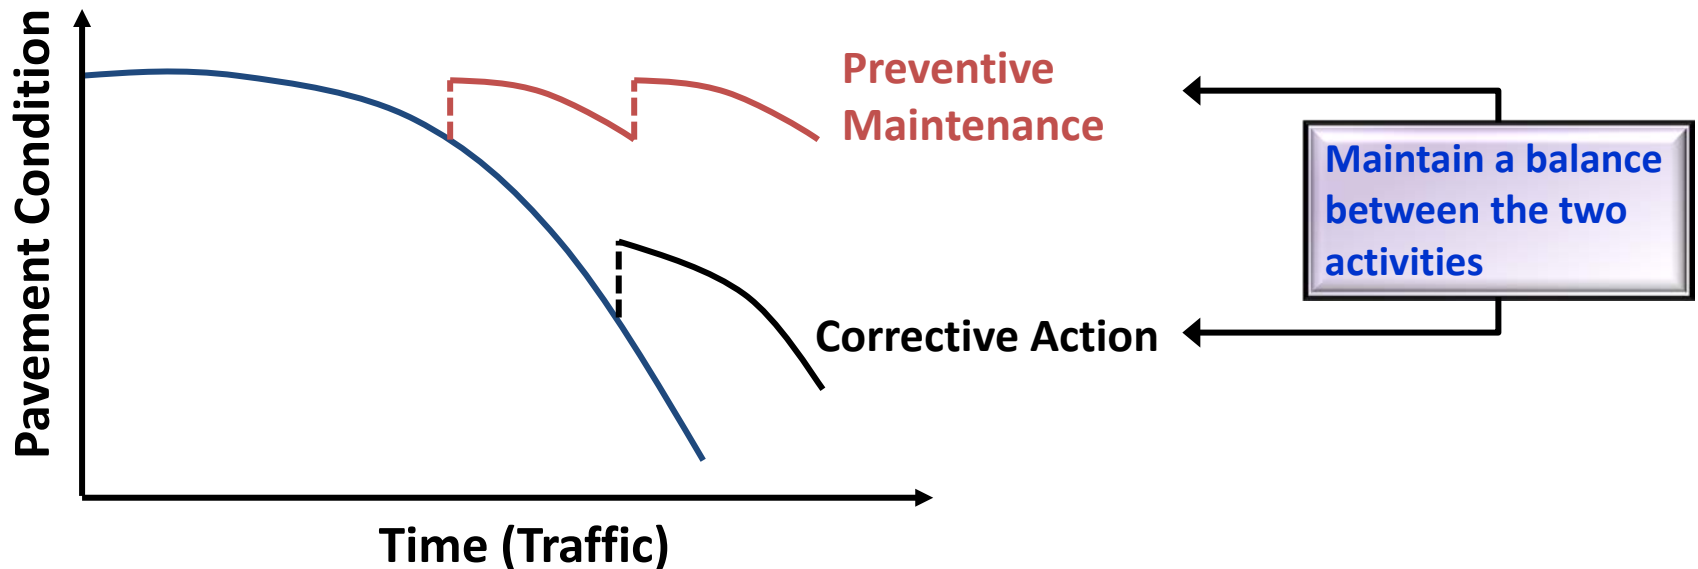 Pavement Condition
Preventive
Maintenance
Maintain a balance
between the two
activities
Corrective Action
Time (Traffic)